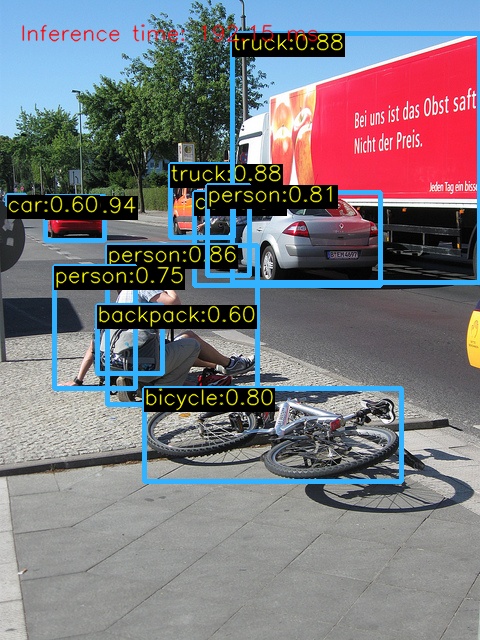 Inference time: 192.15 ms
truck:0.88
Bei uns ist das Obst saft
Nicht der Preis.
truck:0.88
person:0.81
Jeden Tag ein biss
car:0.60
.94
c
person:0.86
person:0.75
backpack:0.60
bicycle:0.80